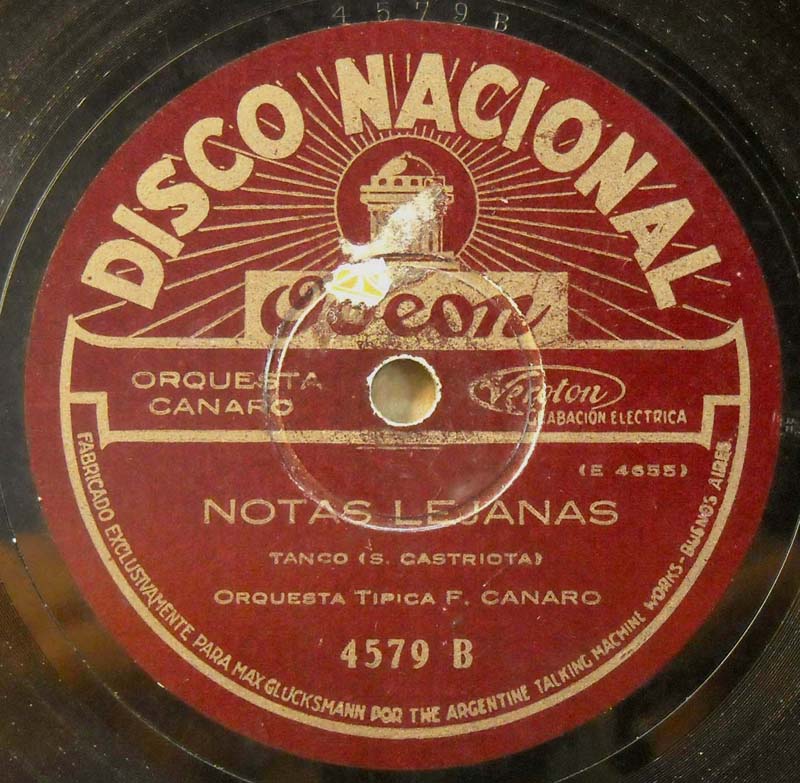 4579 B
DISCO NACIONAL
Odeon
ORQUESTA
CANARO
Veroton
GRABACIÓN ELECTRICA
(E 4655)
NOTAS LEJANAS
TANGO (S. CASTRIOTA)
ORQUESTA TIPICA F. CANARO
4579 B
FABRICADO EXCLUSIVAMENTE PARA MAX GLUCKSMANN POR THE ARGENTINE TALKING MACHINE WORKS-BUENOS AIRES